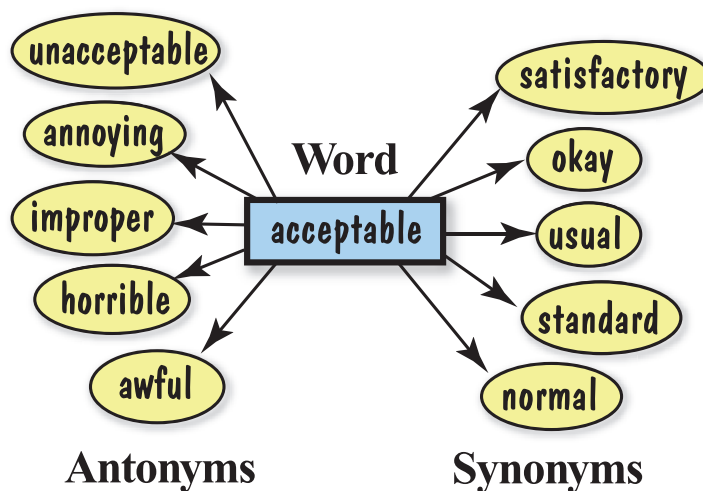 unacceptable
annoying
improper
horrible
awful
Antonyms
Word
acceptable
satisfactory
okay
usual
standard
normal
Synonyms